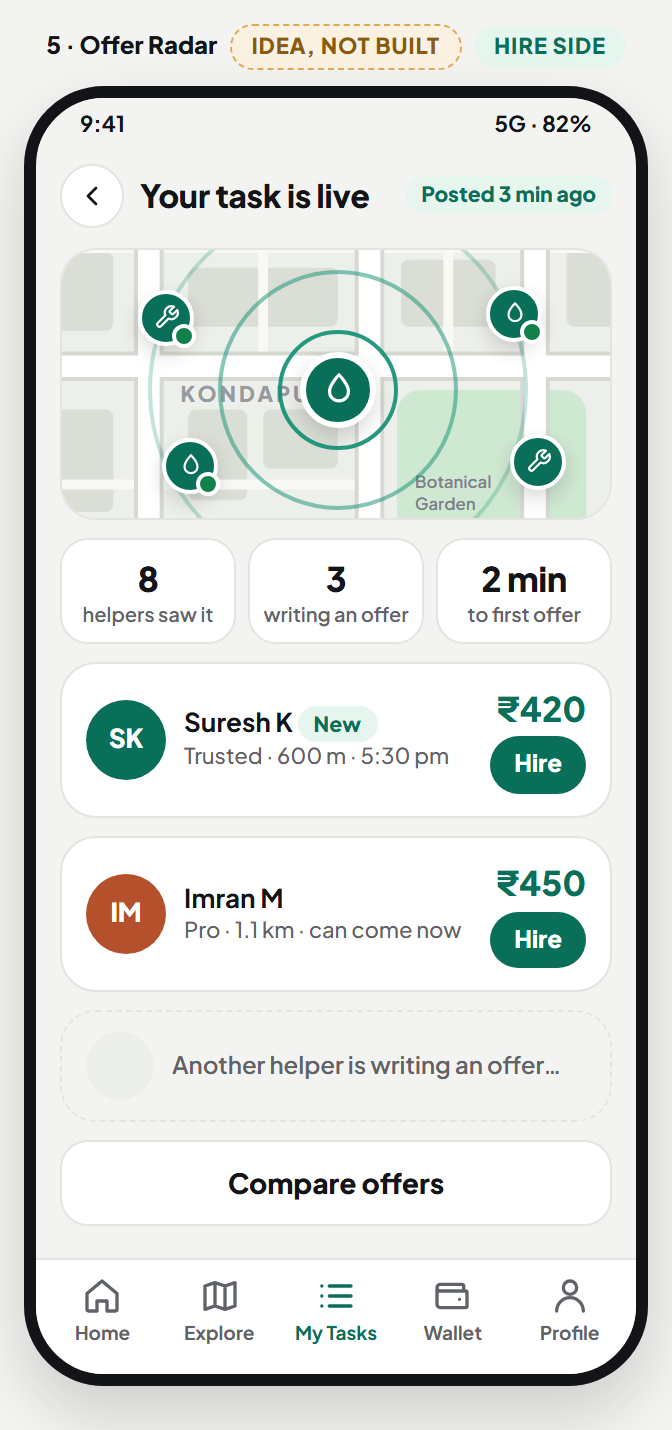 5 · Offer Radar IDEA, NOT BUILT HIRE SIDE
9:41 5G · 82%
Your task is live Posted 3 min ago
KONDAPU
Botanical
Garden
8 3 2 min
helpers saw it writing an offer to first offer
SK Suresh K New ₹420
Trusted · 600 m · 5:30 pm Hire
IM Imran M ₹450
Pro · 1.1 km · can come now Hire
Another helper is writing an offer…
Compare offers
Home Explore My Tasks Wallet Profile